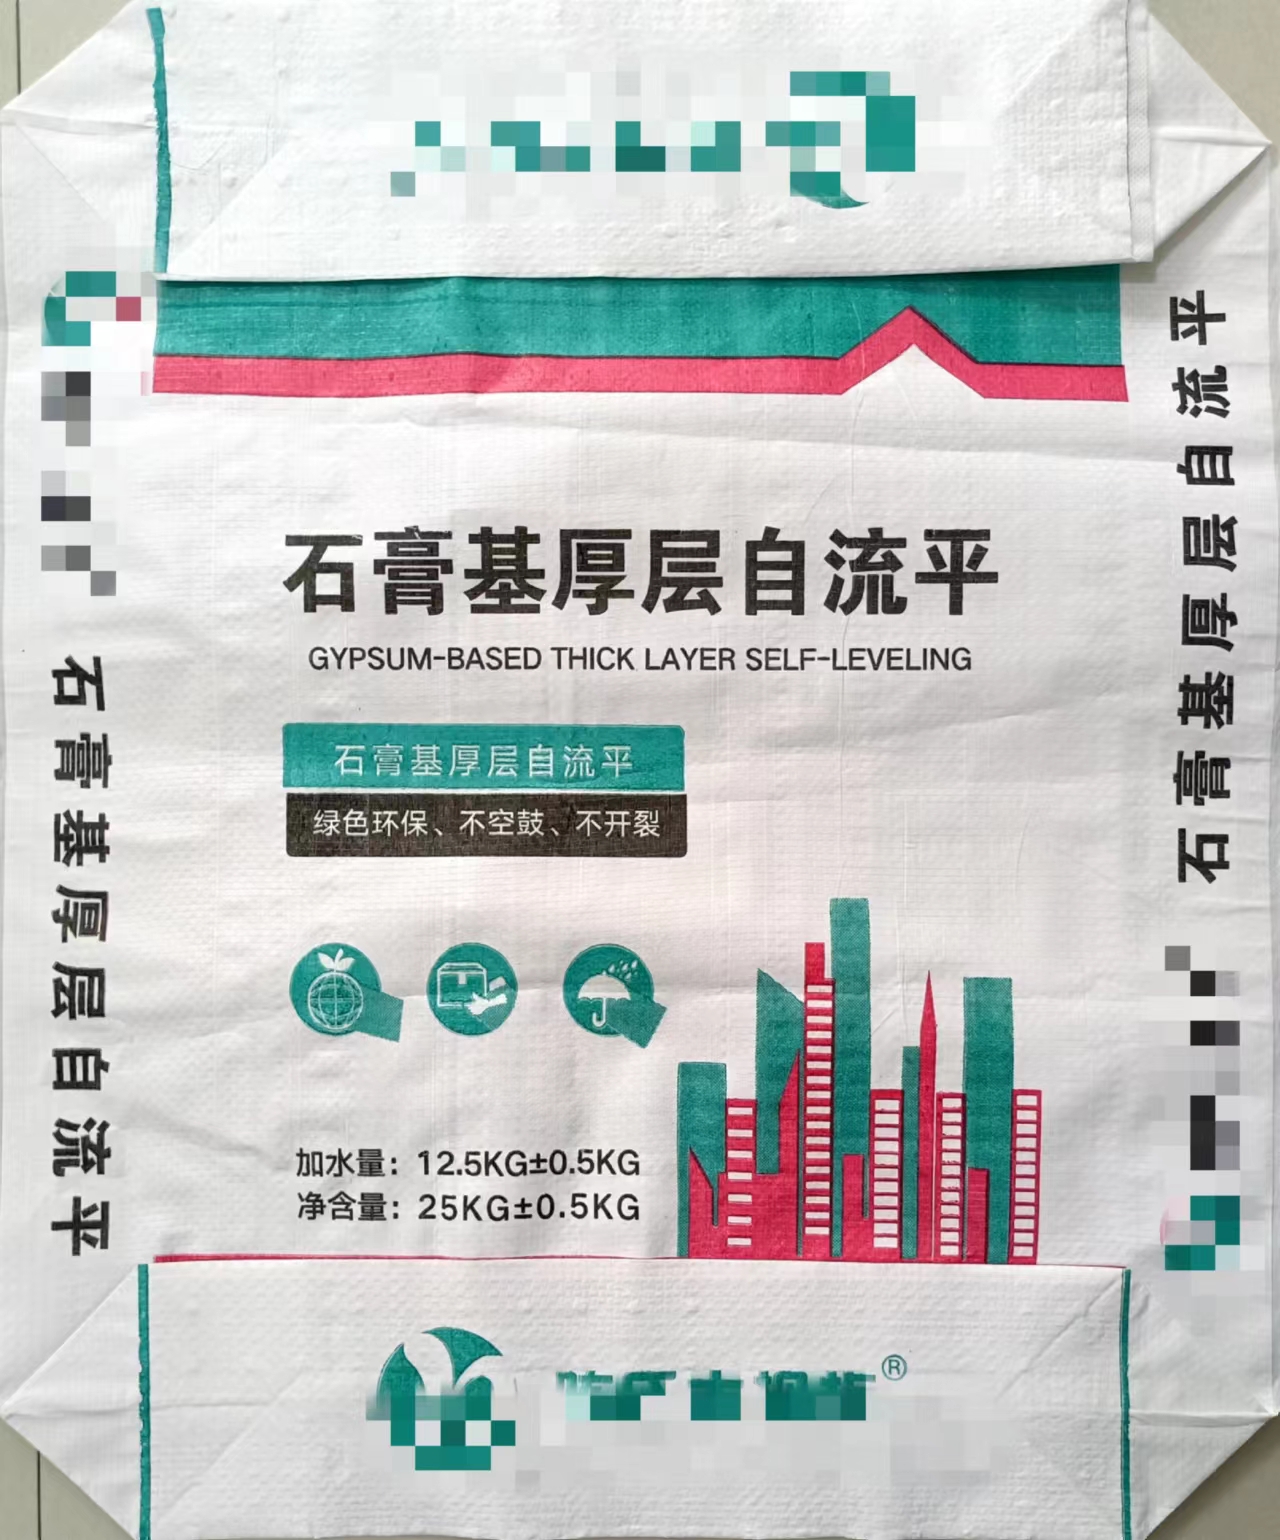 石膏基厚层自流平
GYPSUM-BASED THICK LAYER SELF-LEVELING
石膏基厚层自流平
绿色环保、不空鼓、不开裂
加水量：12.5KG±0.5KG
净含量：25KG±0.5KG
石膏基厚层自流平
石膏基厚层自流平
®